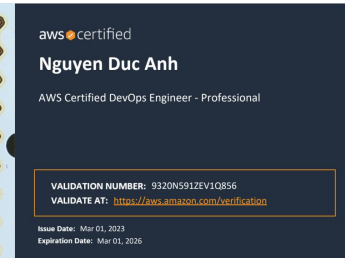 aws certified
Nguyen Duc Anh
AWS Certified DevOps Engineer - Professional
VALIDATION NUMBER: 9320N591ZEV1Q856
VALIDATE AT: https://aws.amazon.com/verification
Issue Date: Mar 01, 2023
Expiration Date: Mar 01, 2026